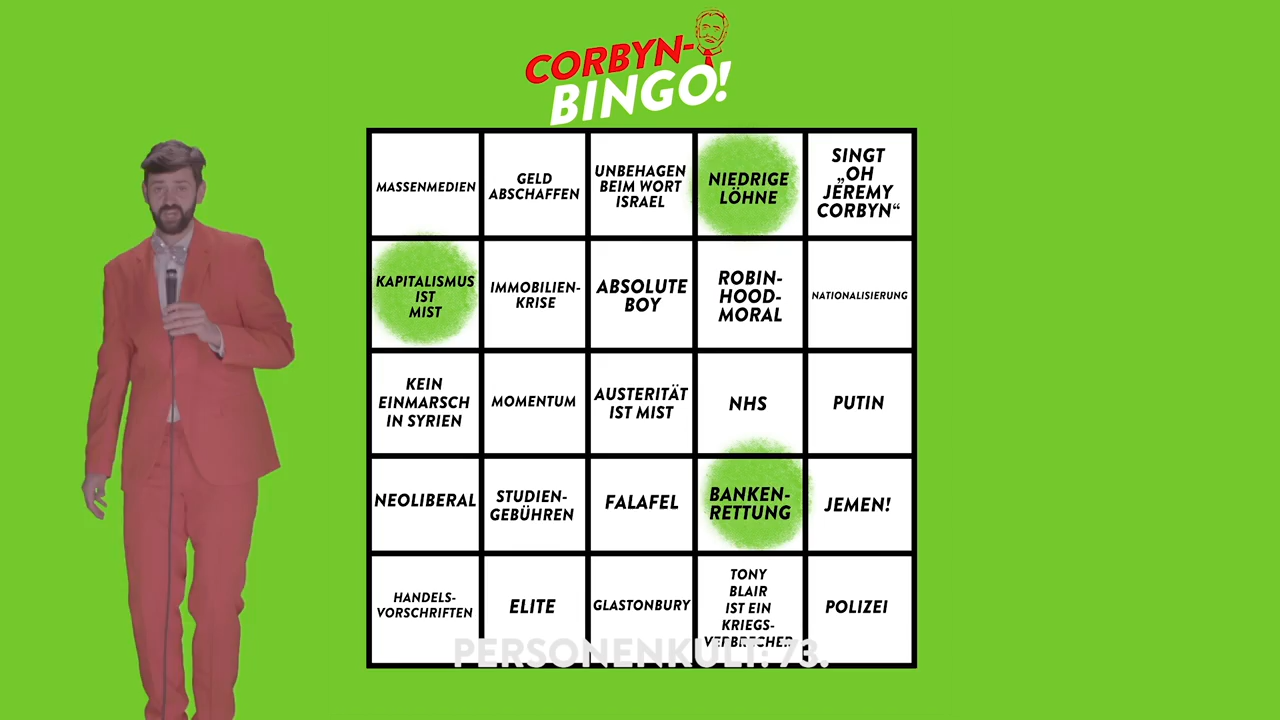 CORBYN-
BINGO!
MASSENMEDIEN
GELD
ABSCHAFFEN
UNBEHAGEN
BEIM WORT
ISRAEL
NIEDRIGE
LÖHNE
SINGT
„OH
JEREMY
CORBYN“
KAPITALISMUS
IST
MIST
IMMOBILIEN-
KRISE
ABSOLUTE
BOY
ROBIN-
HOOD-
MORAL
NATIONALISIERUNG
KEIN
EINMARSCH
IN SYRIEN
MOMENTUM
AUSTERITÄT
IST MIST
NHS
PUTIN
NEOLIBERAL
STUDIEN-
GEBÜHREN
FALAFEL
BANKEN-
RETTUNG
JEMEN!
HANDELS-
VORSCHRIFTEN
ELITE
GLASTONBURY
TONY
BLAIR
IST EIN
KRIEGS-
VERBRECHER
POLIZEI
PERSONENKULT: 73.